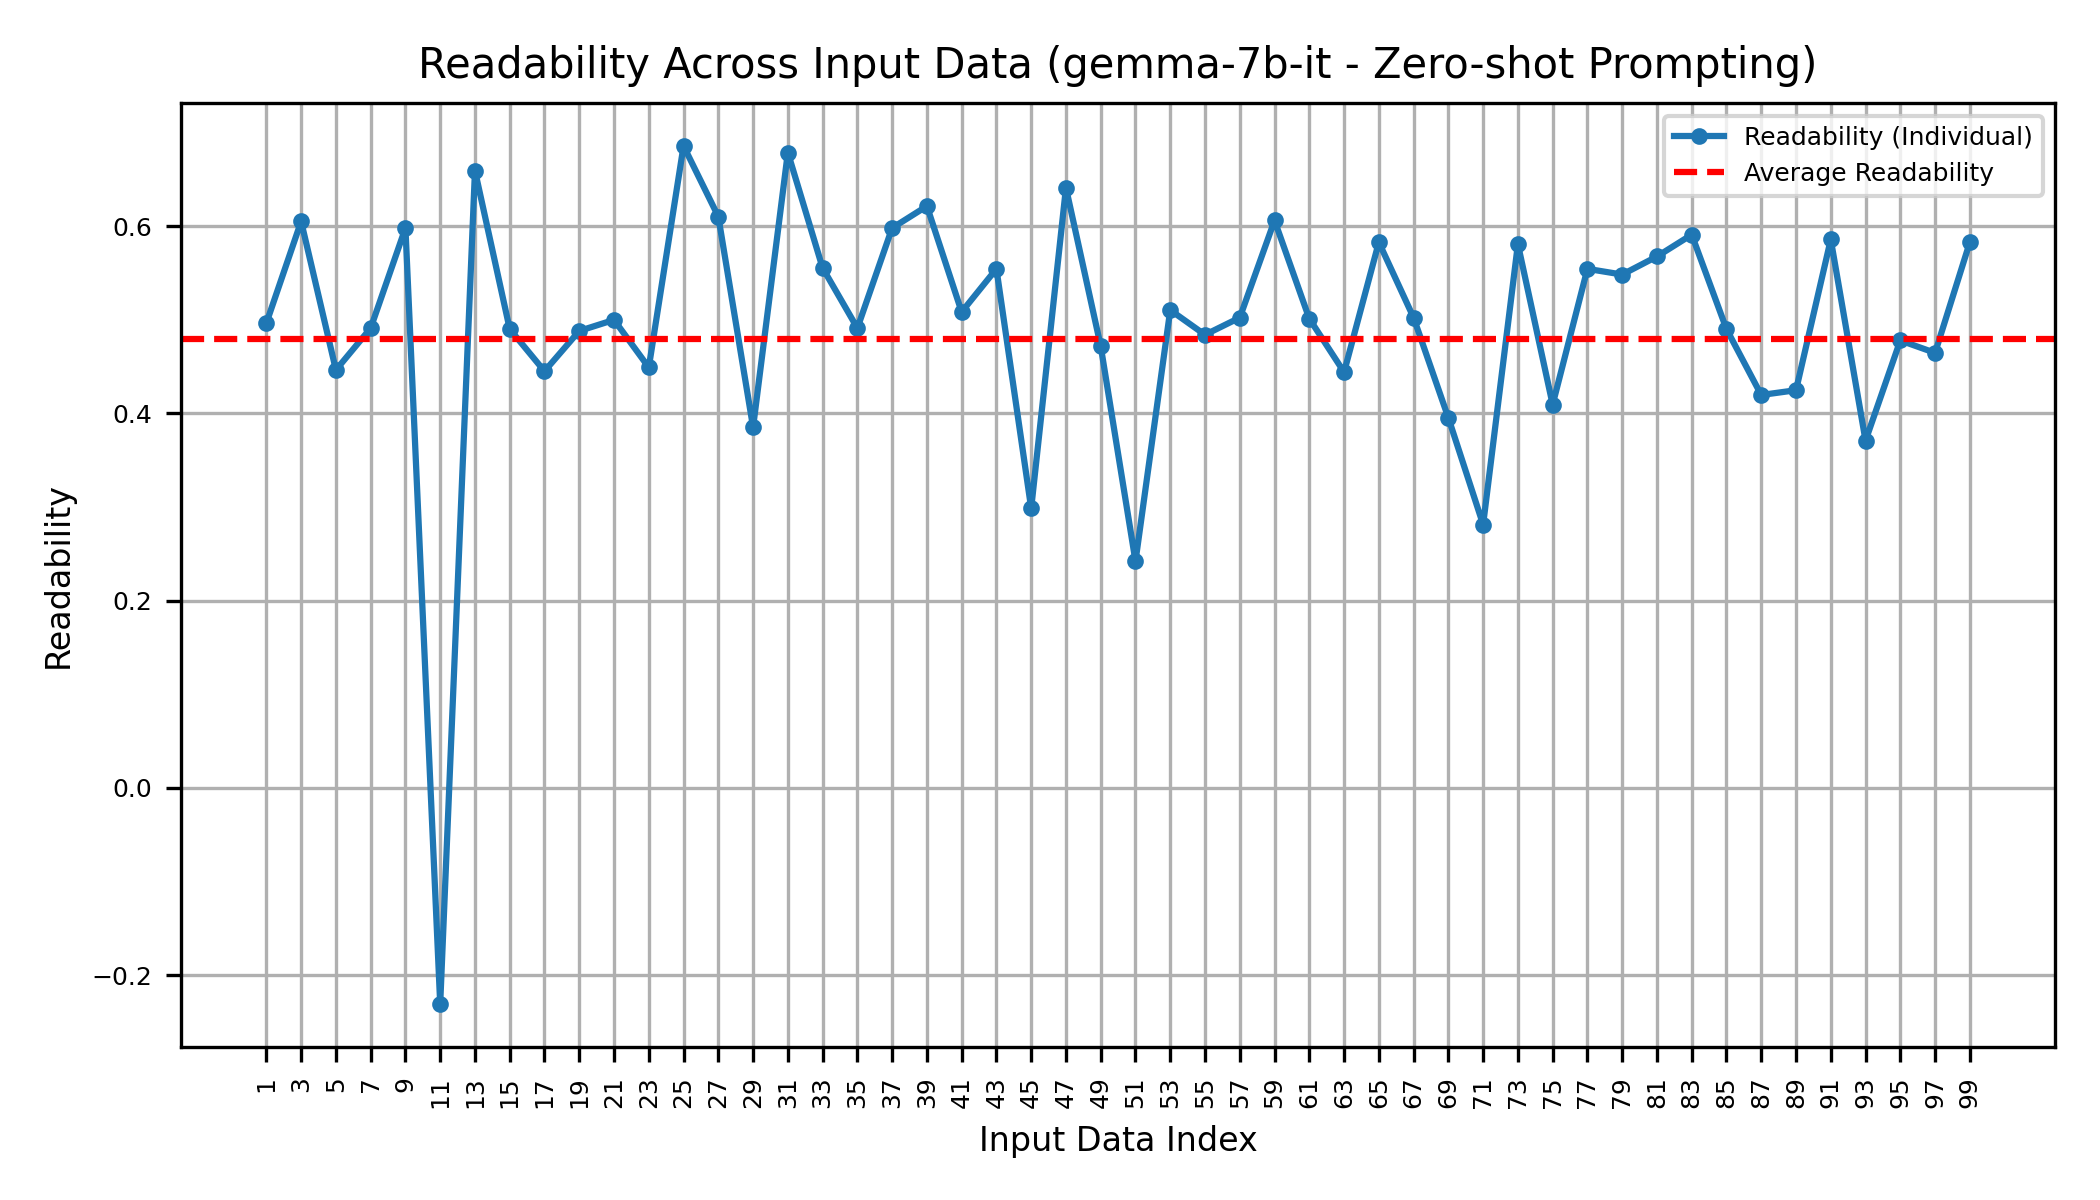 Readability Across Input Data (gemma-7b-it - Zero-shot Prompting)
Readability (Individual)
Average Readability
Readability
0.6
0.4
0.2
0.0
−0.2
1 3 5 7 9 11 13 15 17 19 21 23 25 27 29 31 33 35 37 39 41 43 45 47 49 51 53 55 57 59 61 63 65 67 69 71 73 75 77 79 81 83 85 87 89 91 93 95 97 99
Input Data Index